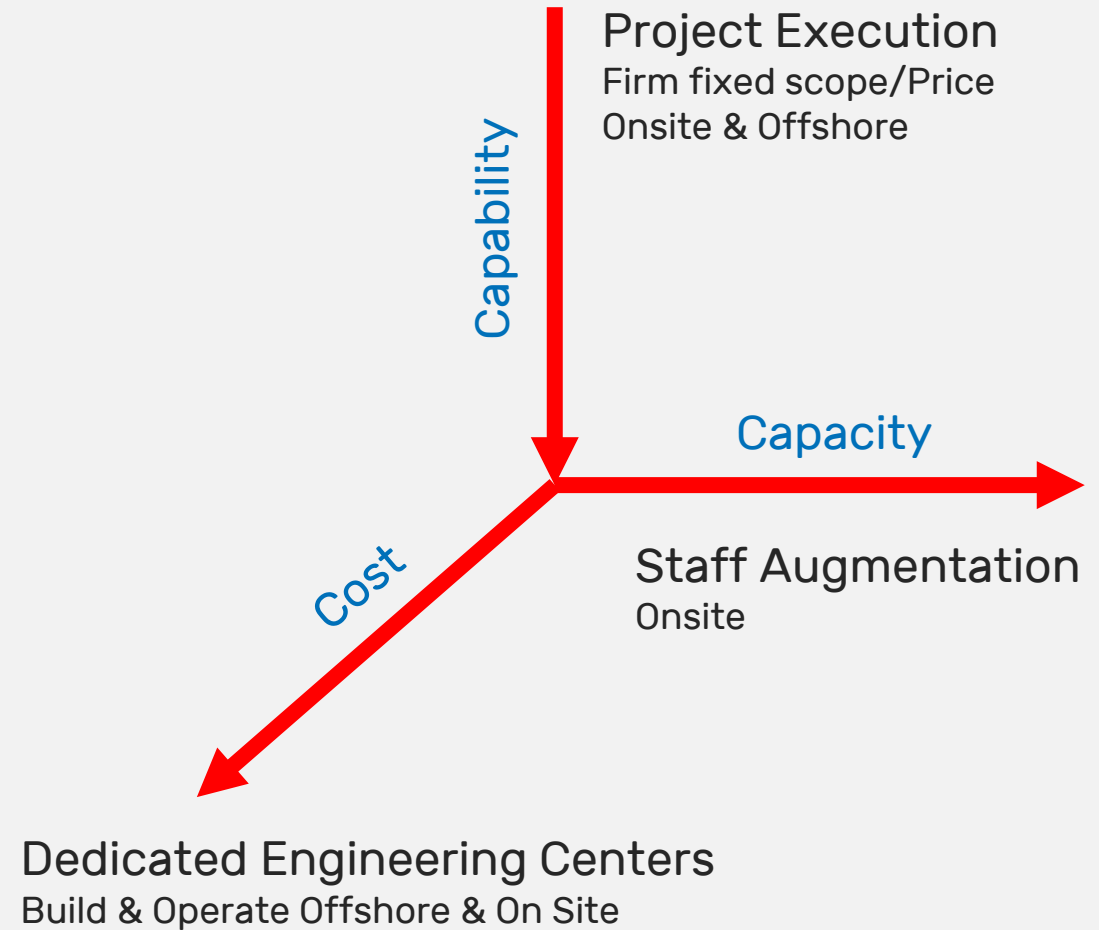 Project Execution
Firm fixed scope/Price
Onsite & Offshore
Capability
Capacity
Cost
Staff Augmentation
Onsite
Dedicated Engineering Centers
Build & Operate Offshore & On Site